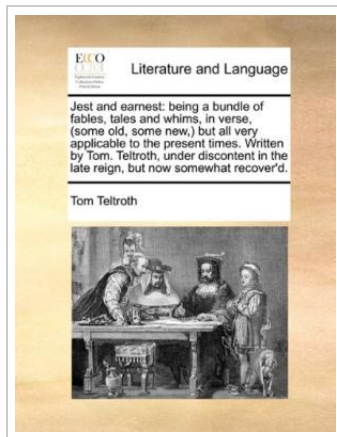 ECCO
Literature and Language
Jest and earnest: being a bundle of
fables, tales and whims, in verse,
(some old, some new,) but all very
applicable to the present times. Written
by Tom. Teltroth, under discontent in the
late reign, but now somewhat recover'd.
Tom Teltroth